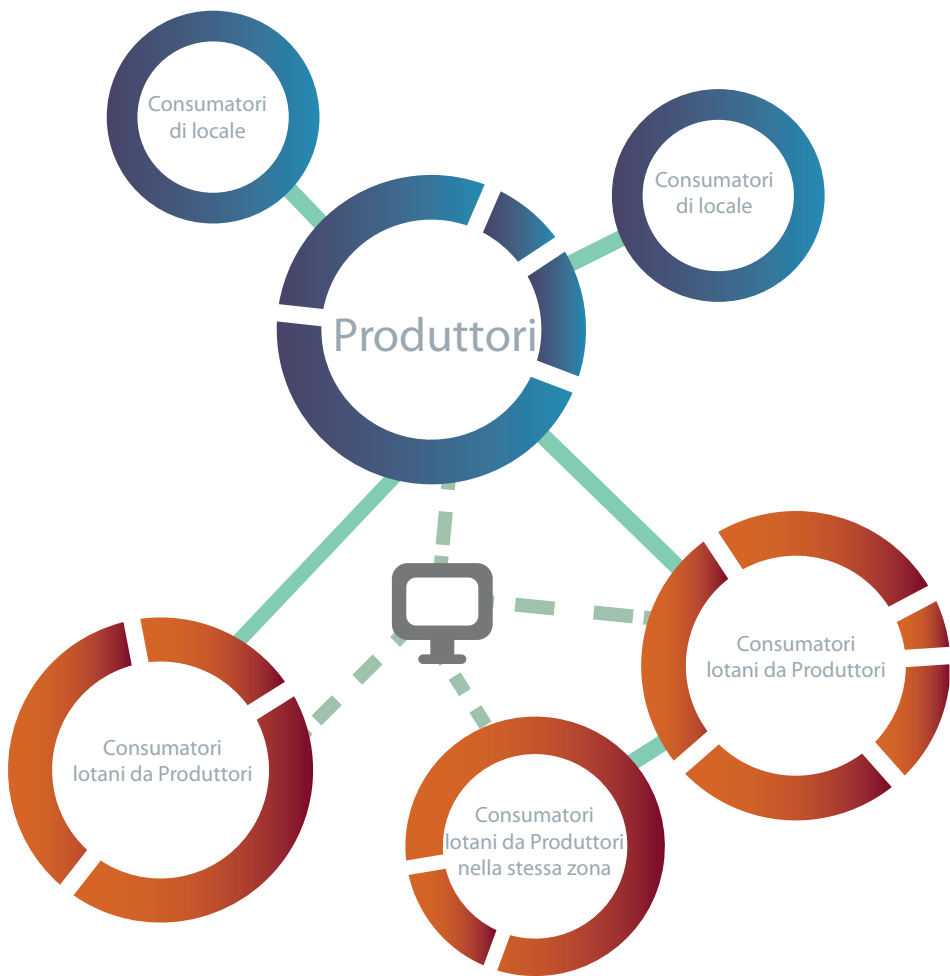 Consumatori
di locale
Consumatori
di locale
Produttori
Consumatori
lotani da Produttori
Consumatori
lotani da Produttori
Consumatori
lotani da Produttori
nella stessa zona